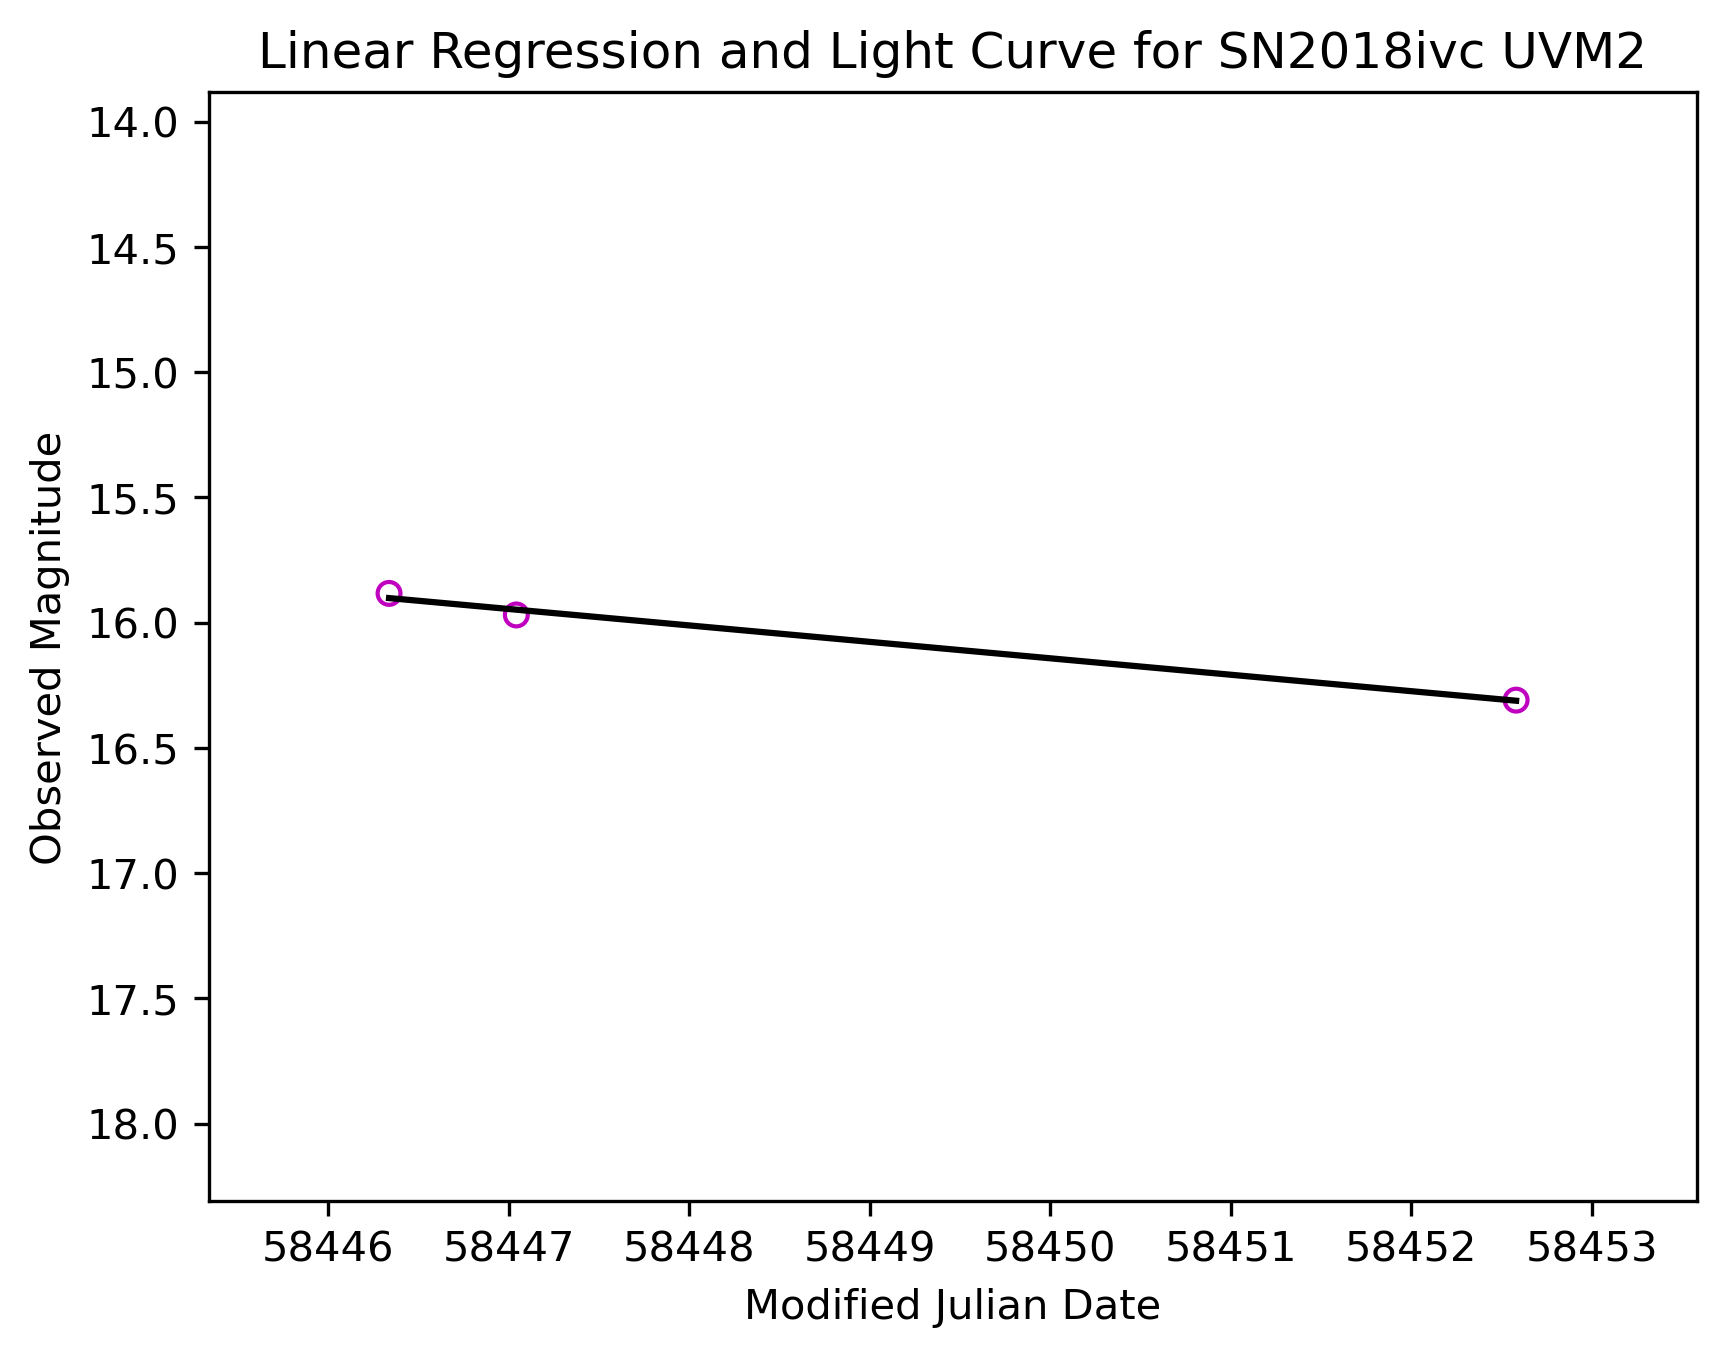 Linear Regression and Light Curve for SN2018ivc UVM2
14.0
14.5
15.0
15.5
16.0
16.5
17.0
17.5
18.0
Observed Magnitude
58446 58447 58448 58449 58450 58451 58452 58453
Modified Julian Date